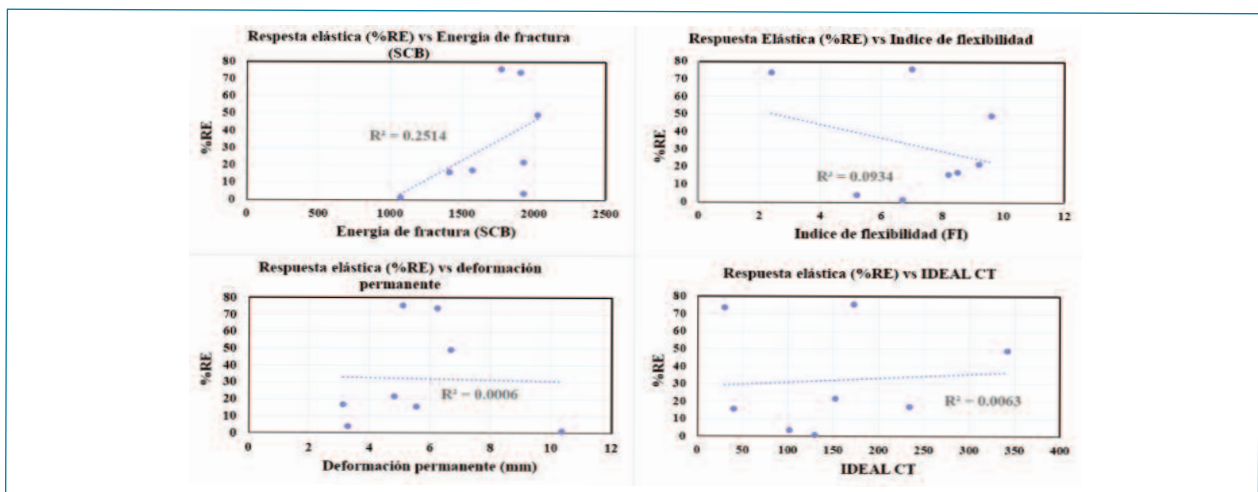 Respesta elástica (%RE) vs Energia de fractura
(SCB)
80
70
60
50
40
30
20
10
0
%RE
R² = 0.2514
0 500 1000 1500 2000 2500
Energia de fractura (SCB)
Respuesta Elástica (%RE) vs Indice de flexibilidad
80
70
60
50
40
30
20
10
0
%RE
R² = 0.0934
0 2 4 6 8 10 12
Indice de flexibilidad (FI)
Respuesta elástica (%RE) vs deformación
permanente
80
70
60
50
40
30
20
10
0
%RE
R² = 0.0006
0 2 4 6 8 10 12
Deformación permanente (mm)
Respuesta elástica (%RE) vs IDEAL CT
80
70
60
50
40
30
20
10
0
%RE
R² = 0.0063
0 50 100 150 200 250 300 350 400
IDEAL CT